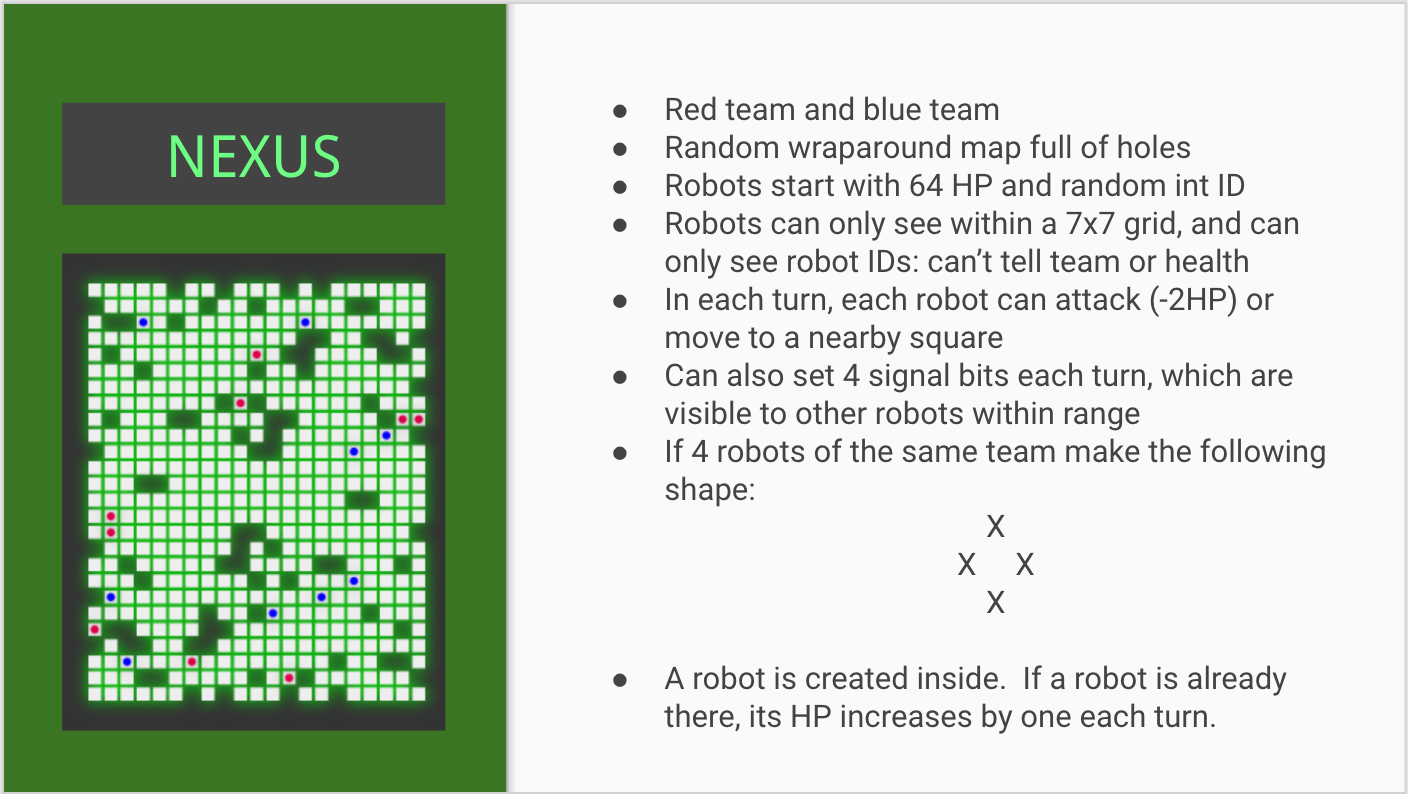 NEXUS
● Red team and blue team
● Random wraparound map full of holes
● Robots start with 64 HP and random int ID
● Robots can only see within a 7x7 grid, and can
only see robot IDs: can’t tell team or health
● In each turn, each robot can attack (-2HP) or
move to a nearby square
● Can also set 4 signal bits each turn, which are
visible to other robots within range
● If 4 robots of the same team make the following
shape:
X
X X
X
● A robot is created inside.  If a robot is already
there, its HP increases by one each turn.